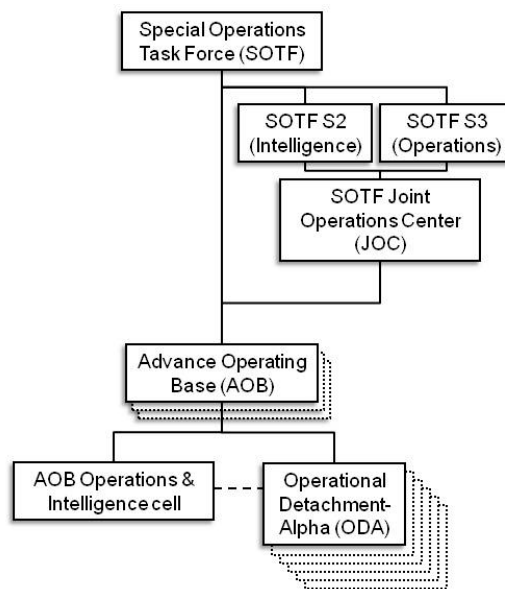 Special Operations
Task Force (SOTF)
SOTF S2
(Intelligence)
SOTF S3
(Operations)
SOTF Joint
Operations Center
(JOC)
Advance Operating
Base (AOB)
AOB Operations &
Intelligence cell
Operational
Detachment-
Alpha (ODA)